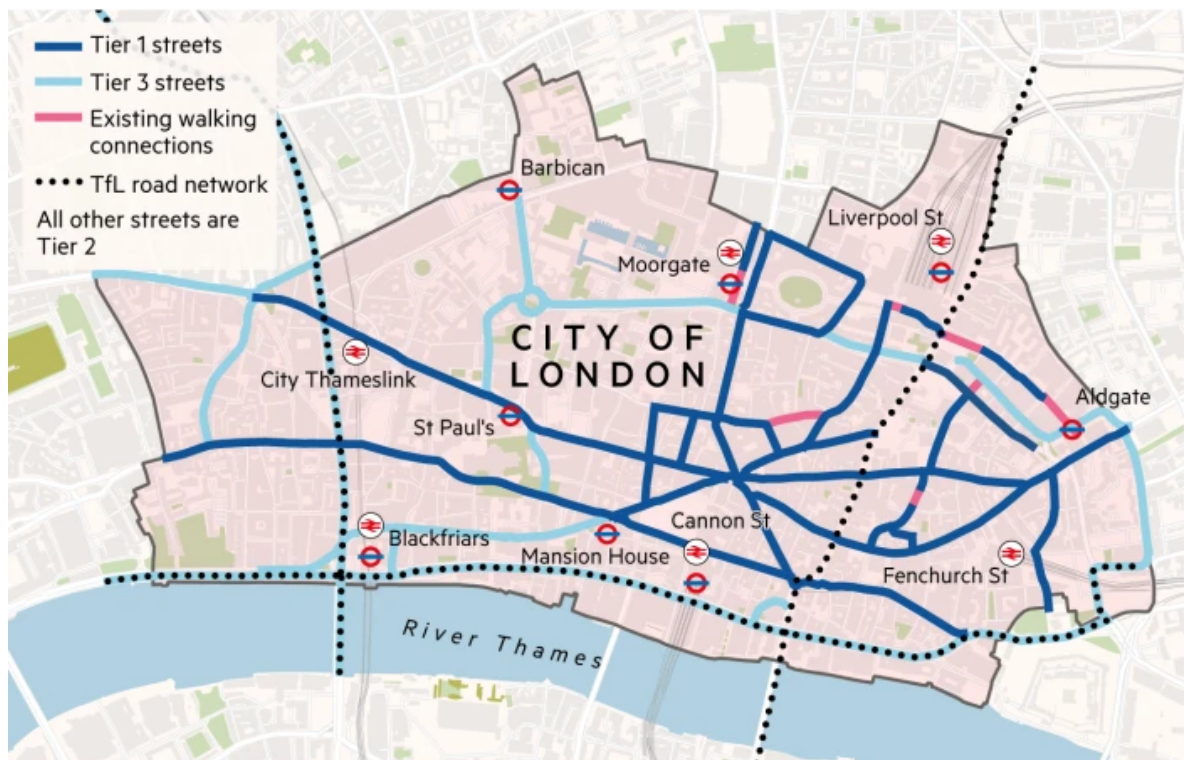 Tier 1 streets
Tier 3 streets
Existing walking
connections
TfL road network
All other streets are
Tier 2
Barbican
Liverpool St
Moorgate
CITY OF
LONDON
City Thameslink
Aldgate
St Paul's
Cannon St
Blackfriars
Mansion House
Fenchurch St
River Thames